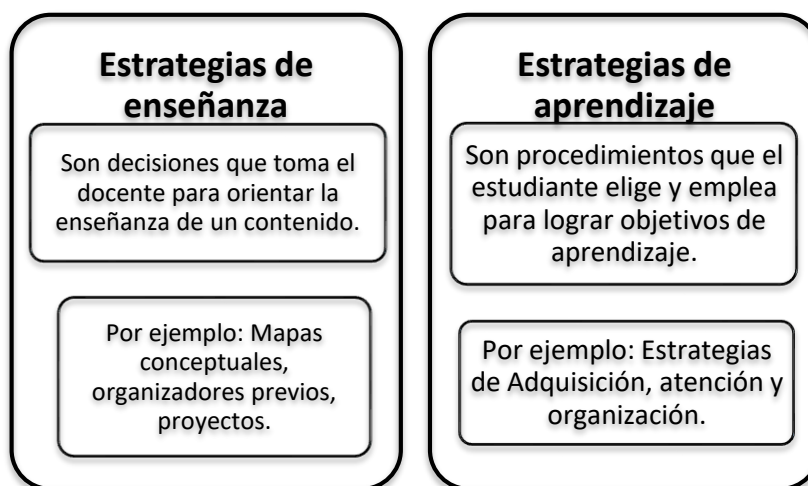 Estrategias de
enseñanza
Son decisiones que toma el
docente para orientar la
enseñanza de un contenido.
Por ejemplo: Mapas
conceptuales,
organizadores previos,
proyectos.
Estrategias de
aprendizaje
Son procedimientos que el
estudiante elige y emplea
para lograr objetivos de
aprendizaje.
Por ejemplo: Estrategias
de Adquisición, atención y
organización.